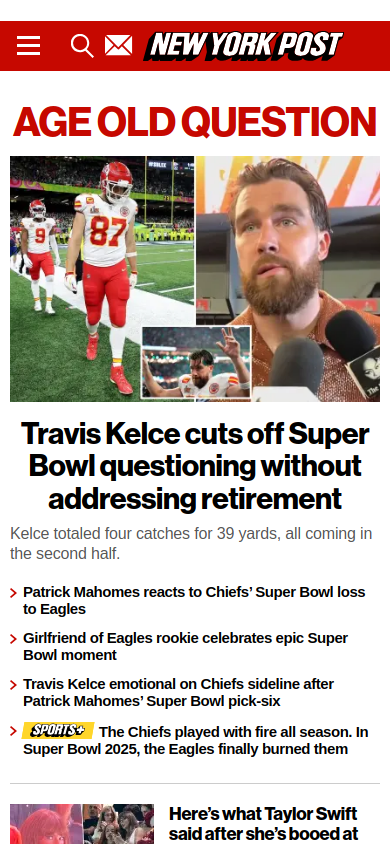 NEW YORK POST
AGE OLD QUESTION
87
9
The
Travis Kelce cuts off Super
Bowl questioning without
addressing retirement
Kelce totaled four catches for 39 yards, all coming in
the second half.
Patrick Mahomes reacts to Chiefs’ Super Bowl loss
to Eagles
Girlfriend of Eagles rookie celebrates epic Super
Bowl moment
Travis Kelce emotional on Chiefs sideline after
Patrick Mahomes’ Super Bowl pick-six
SPORTS+ The Chiefs played with fire all season. In
Super Bowl 2025, the Eagles finally burned them
Here’s what Taylor Swift
said after she’s booed at